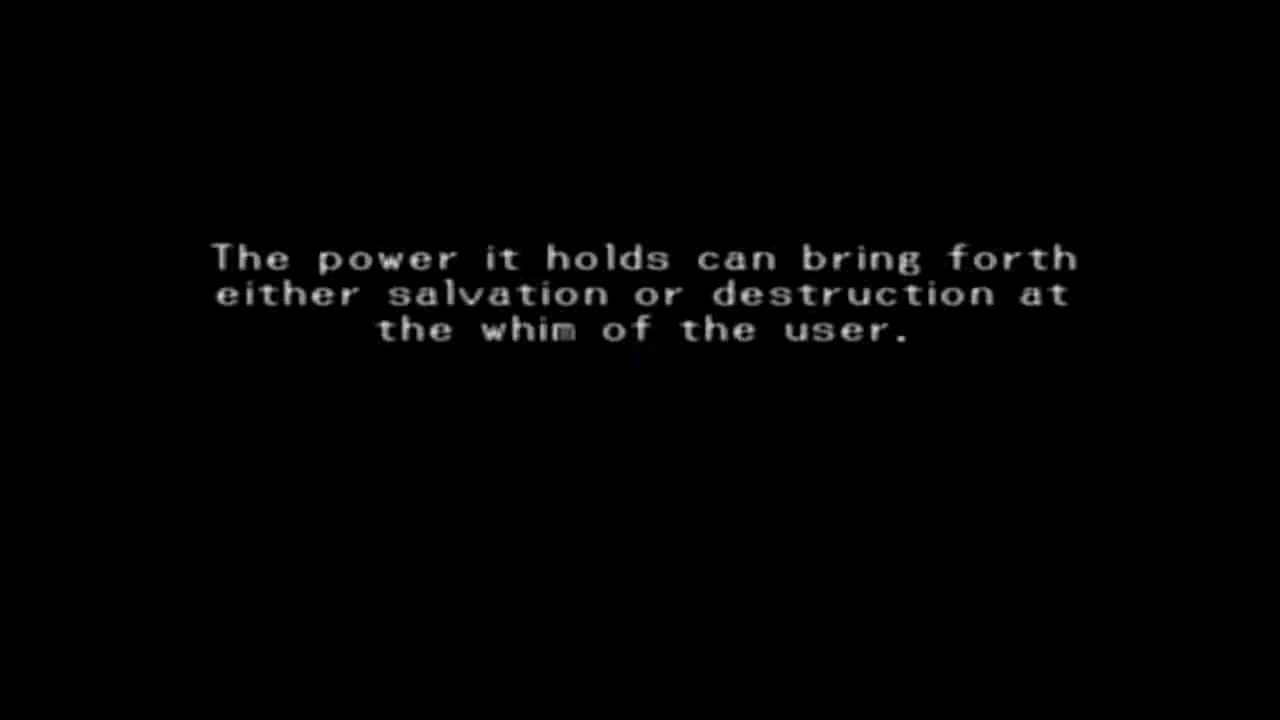 The power it holds can bring forth
either salvation or destruction at
the whim of the user.